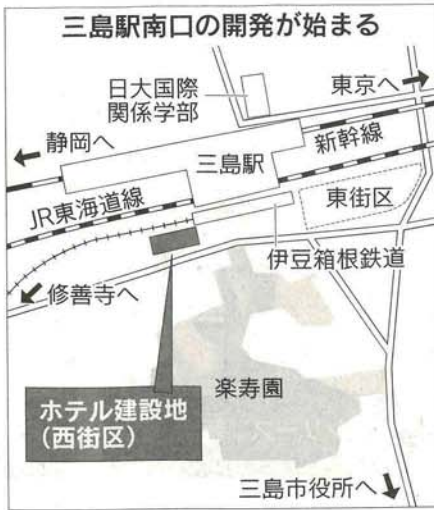 三島駅南口の開発が始まる
日大国際
関係学部
東京へ
静岡へ
新幹線
三島駅
JR東海道線
東街区
伊豆箱根鉄道
修善寺へ
楽寿園
ホテル建設地
(西街区)
三島市役所へ